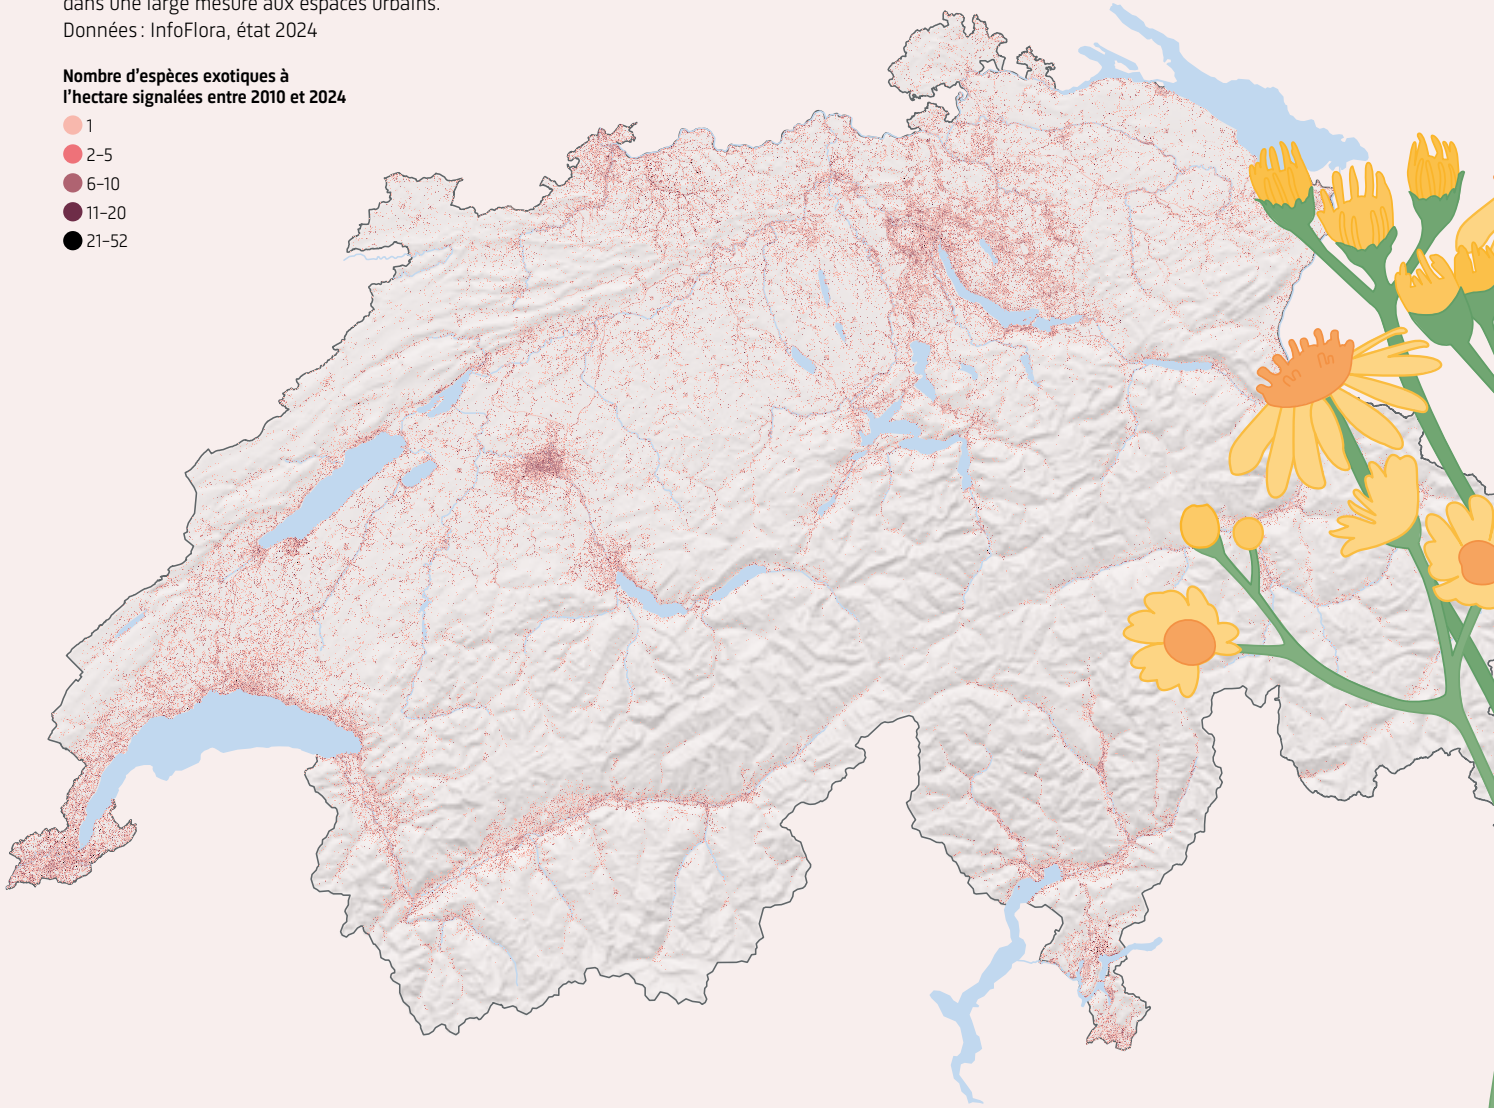 dans une large mesure aux espaces urbains.
Données : InfoFlora, état 2024
Nombre d’espèces exotiques à
l’hectare signalées entre 2010 et 2024
1
2–5
6–10
11–20
21–52